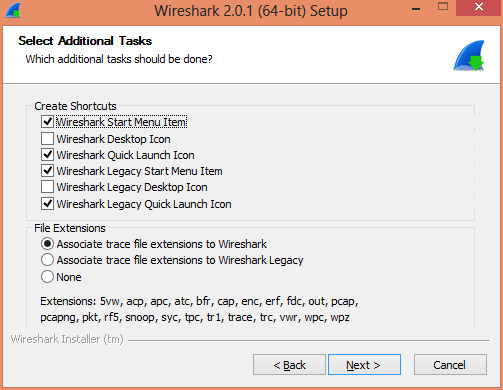 Wireshark 2.0.1 (64-bit) Setup
Select Additional Tasks
Which additional tasks should be done?
Create Shortcuts
Wireshark Start Menu Item
Wireshark Desktop Icon
Wireshark Quick Launch Icon
Wireshark Legacy Start Menu Item
Wireshark Legacy Desktop Icon
Wireshark Legacy Quick Launch Icon
File Extensions
Associate trace file extensions to Wireshark
Associate trace file extensions to Wireshark Legacy
None
Extensions: 5vw, acp, apc, atc, bfr, cap, enc, erf, fdc, out, pcap,
pcapng, pkt, rf5, snoop, syc, tpc, tr1, trace, trc, vwr, wpc, wpz
Wireshark Installer (tm)
< Back Next > Cancel